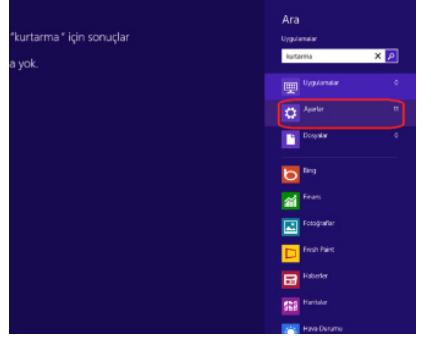 "kurtarma" için sonuçlar
a yok.
Ara
Uygulamalar
kurtarma
Uygulamalar 0
Ayarlar 11
Dosyalar 0
Bing
Finans
Fotoğraflar
Fresh Paint
Haberler
Haritalar
Hava Durumu